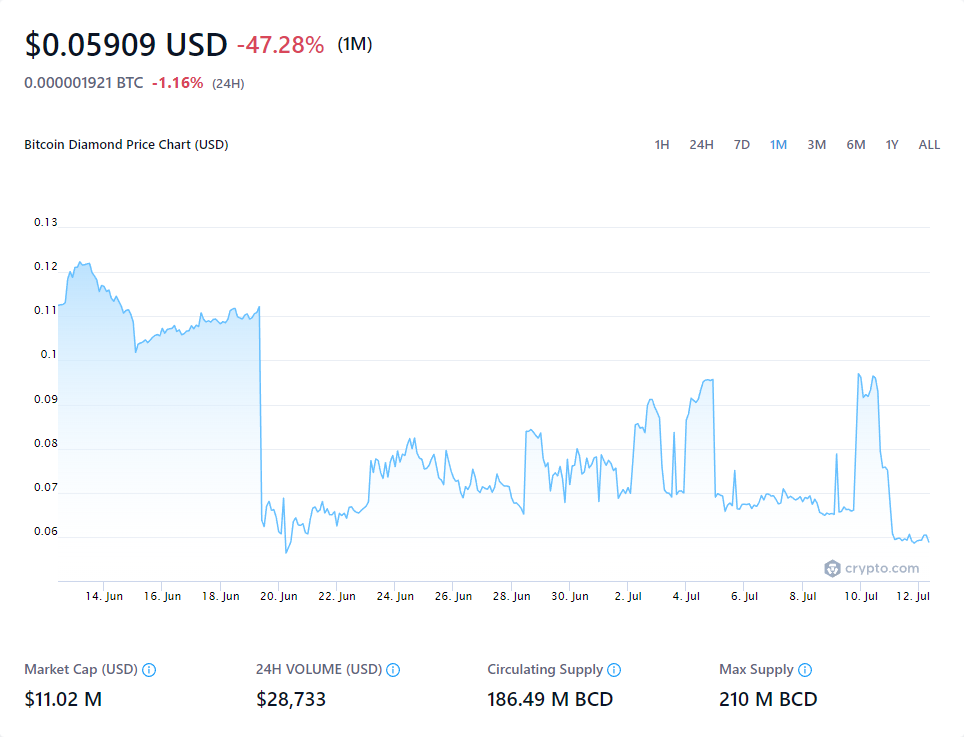 $0.05909 USD -47.28% (1M)
0.000001921 BTC -1.16% (24H)
Bitcoin Diamond Price Chart (USD) 1H 24H 7D 1M 3M 6M 1Y ALL
0.13
0.12
0.11
0.1
0.09
0.08
0.07
0.06
crypto.com
14. Jun 16. Jun 18. Jun 20. Jun 22. Jun 24. Jun 26. Jun 28. Jun 30. Jun 2. Jul 4. Jul 6. Jul 8. Jul 10. Jul 12. Jul
Market Cap (USD) 24H VOLUME (USD) Circulating Supply Max Supply
$11.02 M $28,733 186.49 M BCD 210 M BCD